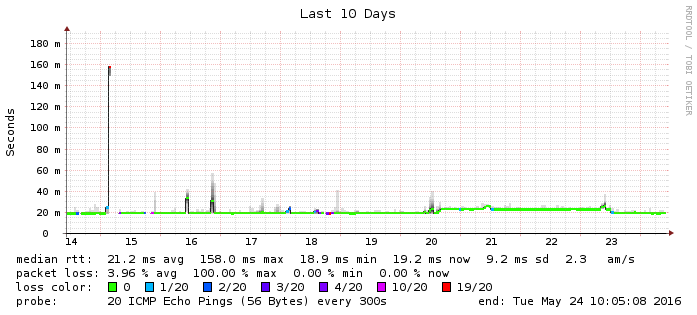 Last 10 Days
RRDTOOL / TOBI OETIKER
Seconds
180 m
160 m
140 m
120 m
100 m
80 m
60 m
40 m
20 m
0
14 15 16 17 18 19 20 21 22 23
median rtt: 21.2 ms avg 158.0 ms max 18.9 ms min 19.2 ms now 9.2 ms sd 2.3 am/s
packet loss: 3.96 % avg 100.00 % max 0.00 % min 0.00 % now
loss color: 0 1/20 2/20 3/20 4/20 10/20 19/20
probe: 20 ICMP Echo Pings (56 Bytes) every 300s end: Tue May 24 10:05:08 2016